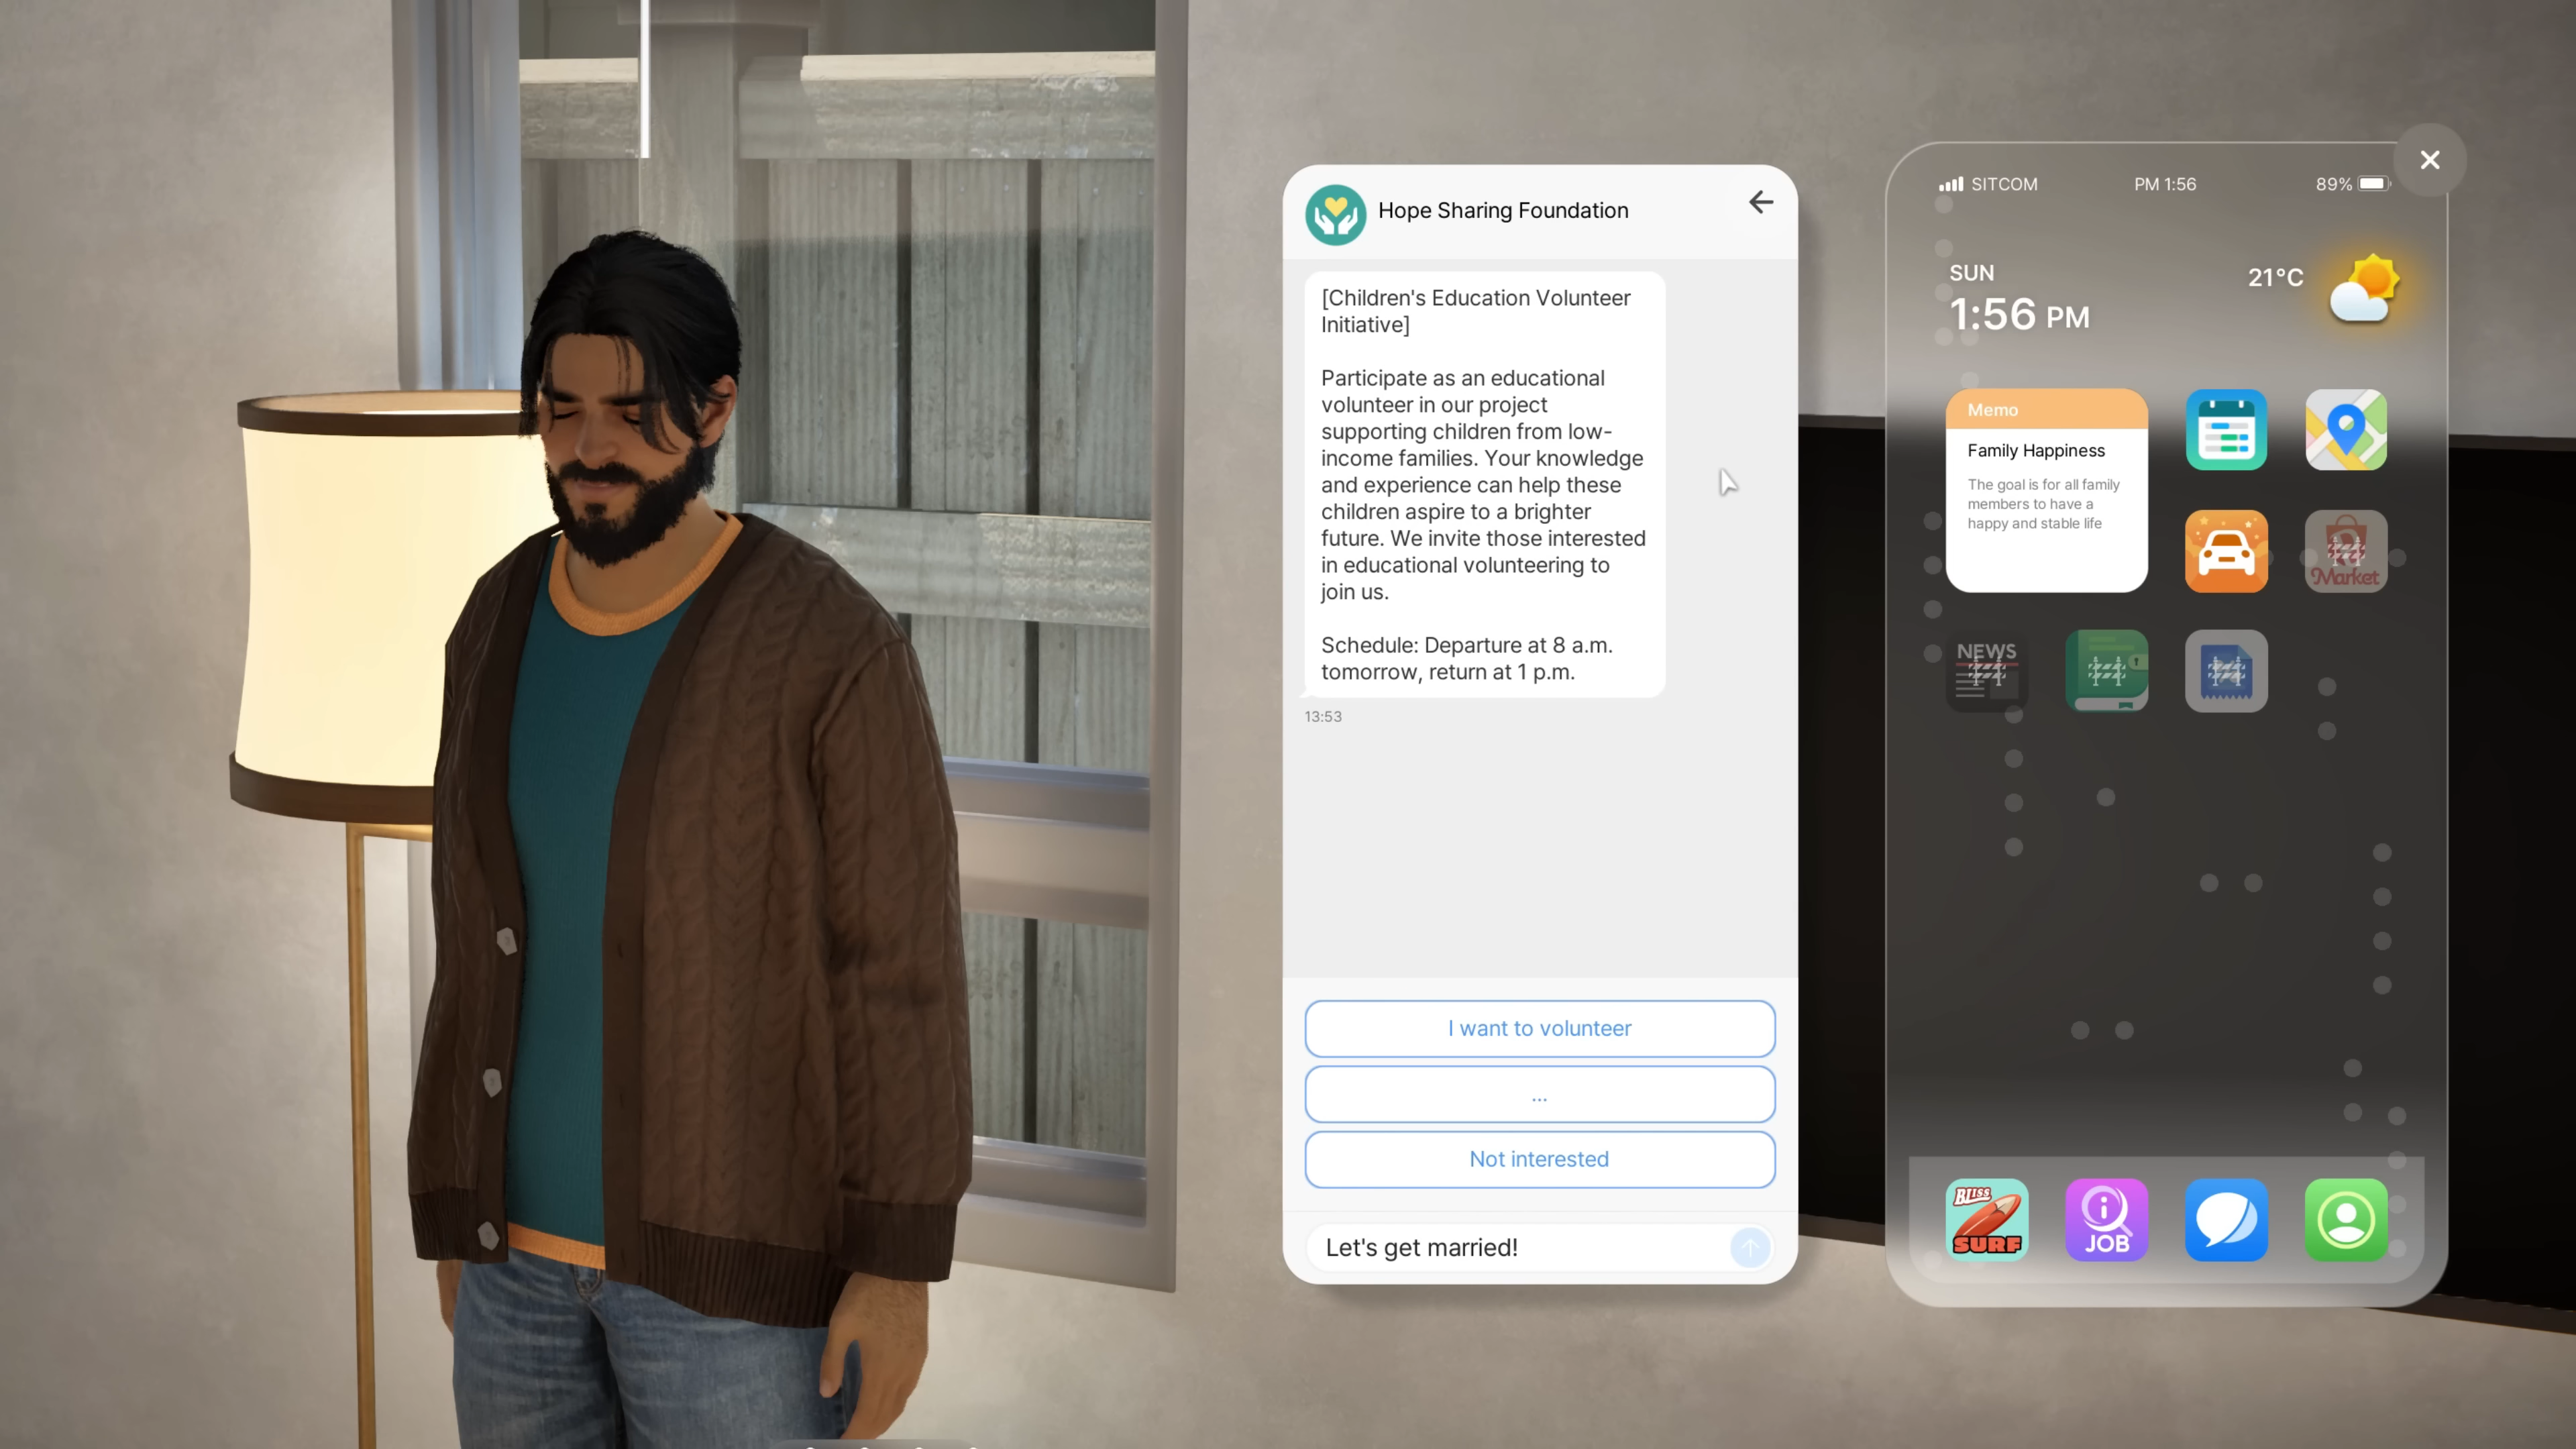 Hope Sharing Foundation
[Children's Education Volunteer
Initiative]
Participate as an educational
volunteer in our project
supporting children from low-
income families. Your knowledge
and experience can help these
children aspire to a brighter
future. We invite those interested
in educational volunteering to
join us.
Schedule: Departure at 8 a.m.
tomorrow, return at 1 p.m.
13:53
I want to volunteer
...
Not interested
Let's get married!
SITCOM
PM 1:56
89%
SUN
1:56 PM
21°C
Memo
Family Happiness
The goal is for all family
members to have a
happy and stable life
Market
NEWS
BLISS
SURF
i
JOB